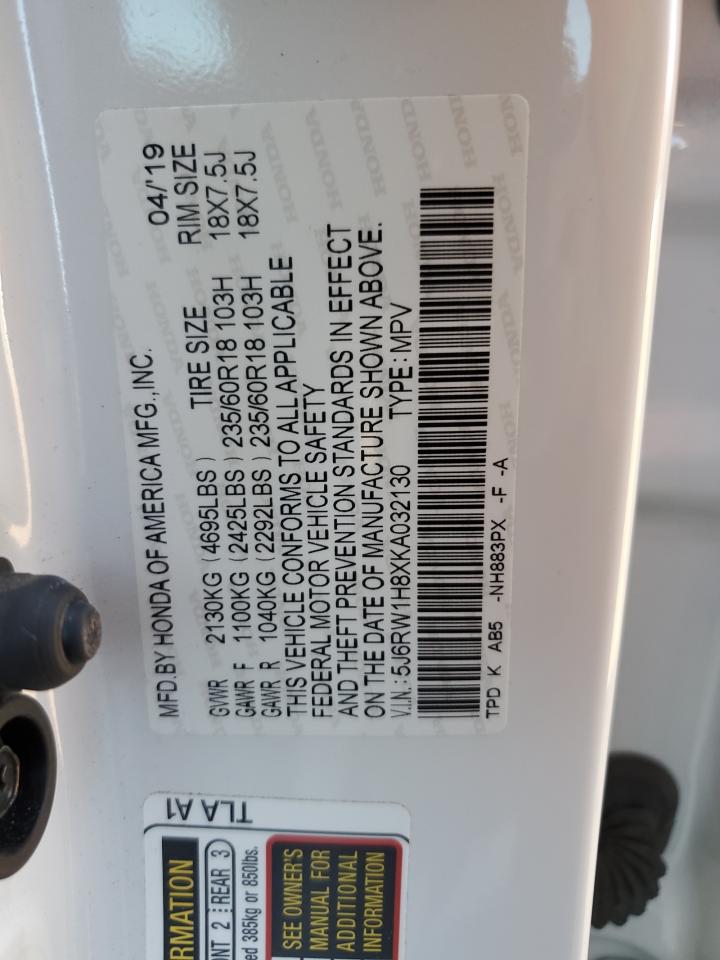 MFD.BY HONDA OF AMERICA MFG.,INC. 04/'19
GVWR 2130KG (4695LBS) TIRE SIZE RIM SIZE
GAWR F 1100KG (2425LBS) 235/60R18 103H 18X7.5J
GAWR R 1040KG (2292LBS) 235/60R18 103H 18X7.5J
THIS VEHICLE CONFORMS TO ALL APPLICABLE
FEDERAL MOTOR VEHICLE SAFETY
AND THEFT PREVENTION STANDARDS IN EFFECT
ON THE DATE OF MANUFACTURE SHOWN ABOVE.
V.I.N.: 5J6RW1H8XKA032130 TYPE: MPV
TPD K AB5 -NH883PX -F -A
TLA A1
RMATION
ONT 2 REAR 3
ed 385kg or 850lbs.
SEE OWNER'S
MANUAL FOR
ADDITIONAL
INFORMATION